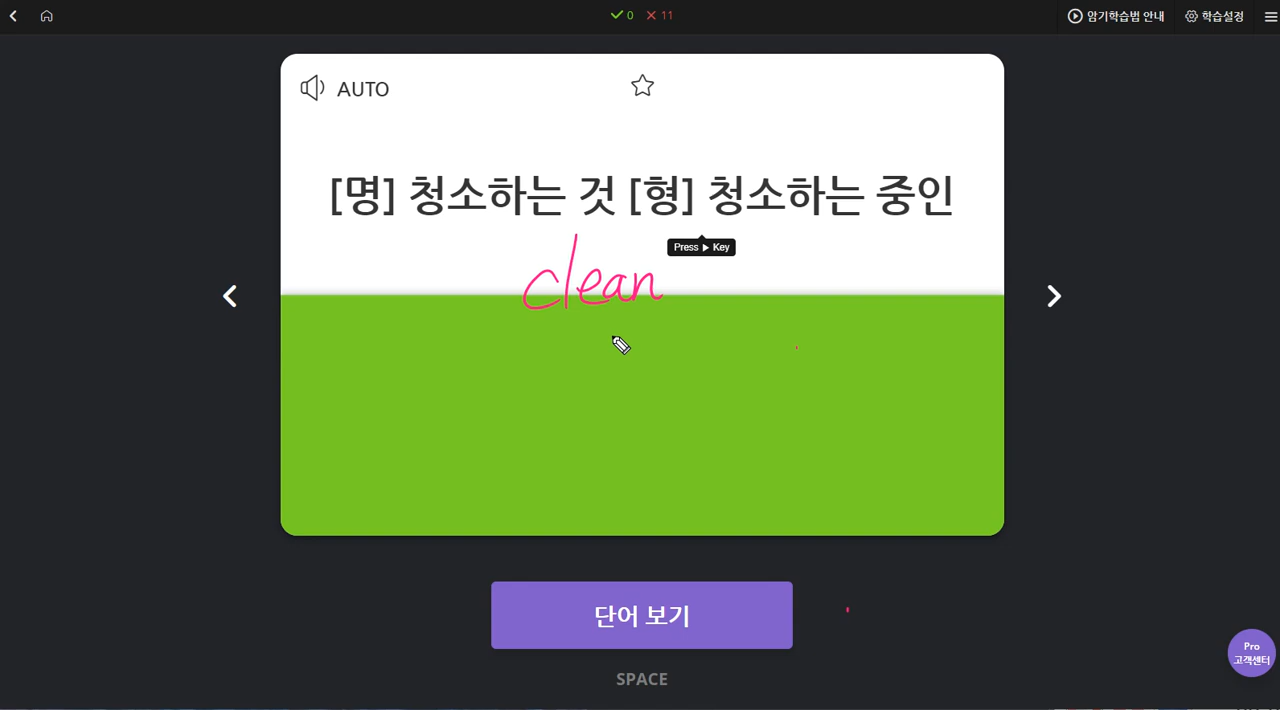 0 11 암기학습법 안내 학습설정
AUTO
[명] 청소하는 것 [형] 청소하는 중인
Press ▶ Key
clean
단어 보기
SPACE
Pro
고객센터